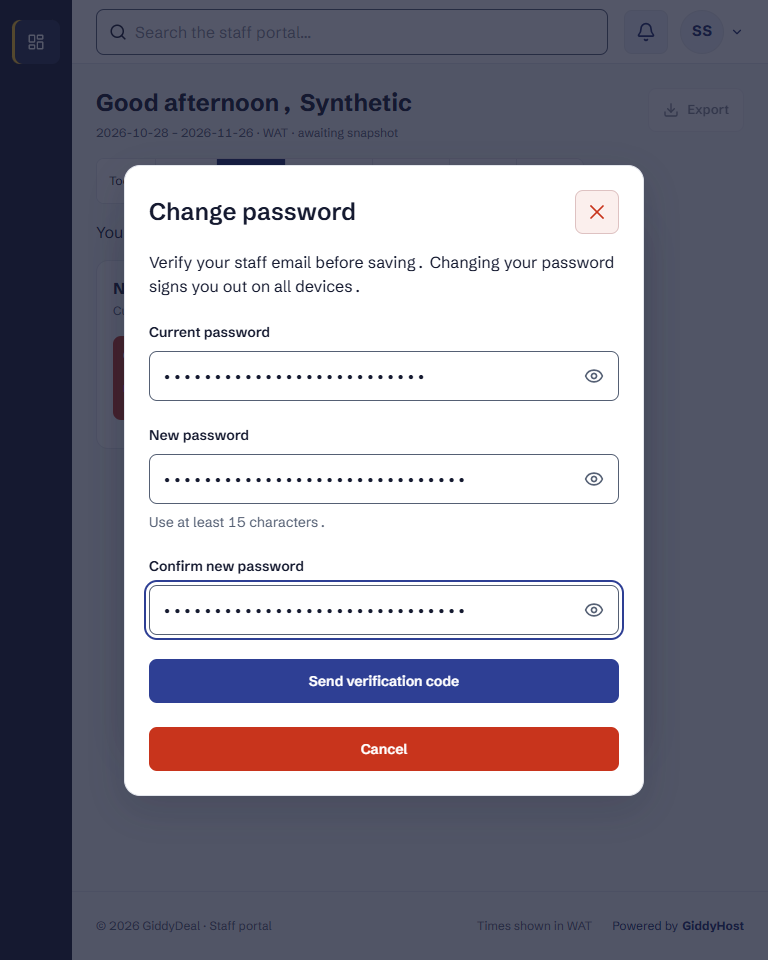 Search the staff portal...
SS
Good afternoon, Synthetic
2026-10-28 – 2026-11-26 · WAT · awaiting snapshot
Export
Change password
Verify your staff email before saving. Changing your password
signs you out on all devices.
Current password
New password
Use at least 15 characters.
Confirm new password
Send verification code
Cancel
© 2026 GiddyDeal · Staff portal
Times shown in WAT
Powered by GiddyHost